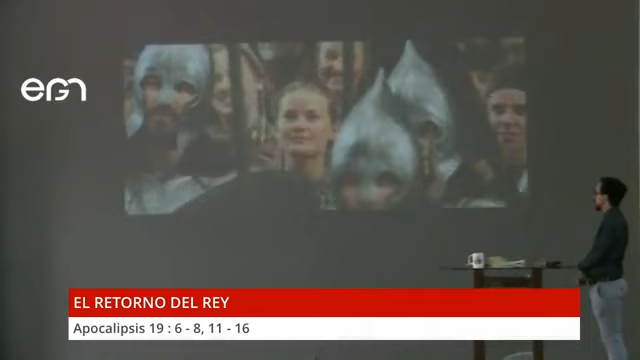 EGN
EL RETORNO DEL REY
Apocalipsis 19 : 6 - 8, 11 - 16